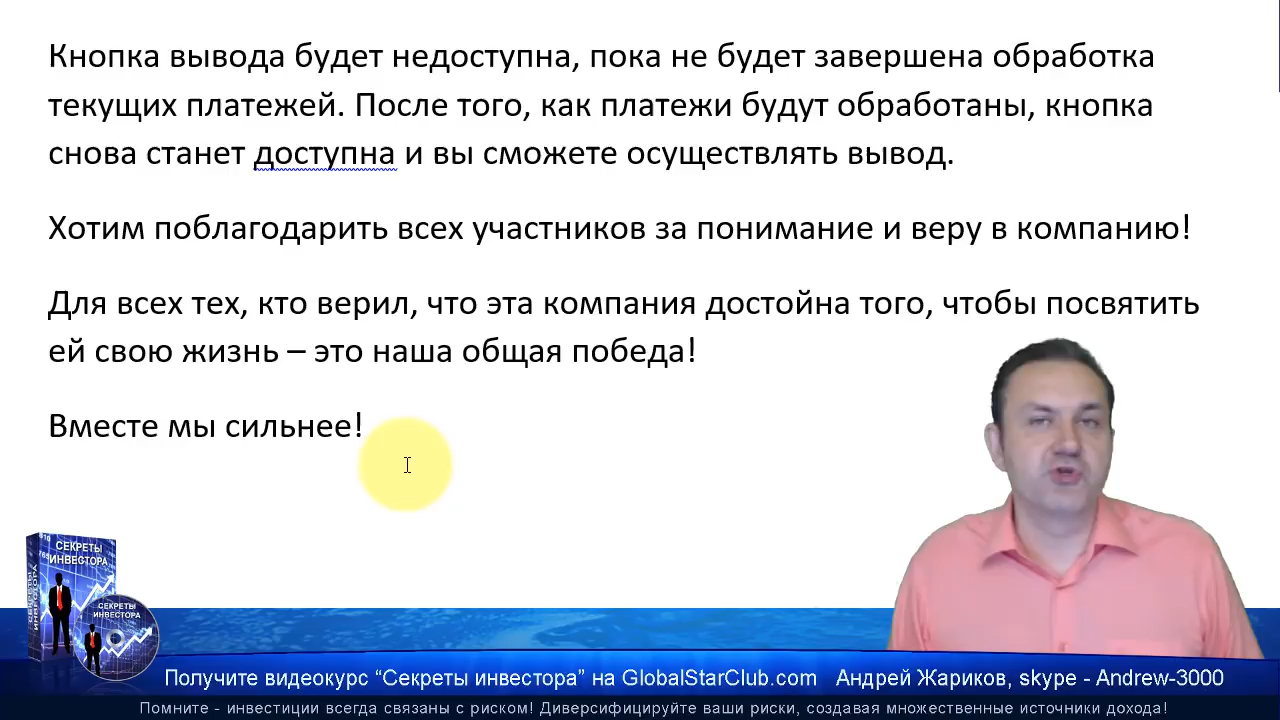 Кнопка вывода будет недоступна, пока не будет завершена обработка
текущих платежей. После того, как платежи будут обработаны, кнопка
снова станет доступна и вы сможете осуществлять вывод.
Хотим поблагодарить всех участников за понимание и веру в компанию!
Для всех тех, кто верил, что эта компания достойна того, чтобы посвятить
ей свою жизнь – это наша общая победа!
Вместе мы сильнее!
СЕКРЕТЫ
ИНВЕСТОРА
СЕКРЕТЫ
ИНВЕСТОРА
Получите видеокурс “Секреты инвестора” на GlobalStarClub.com Андрей Жариков, skype - Andrew-3000
Помните - инвестиции всегда связаны с риском! Диверсифицируйте ваши риски, создавая множественные источники дохода!